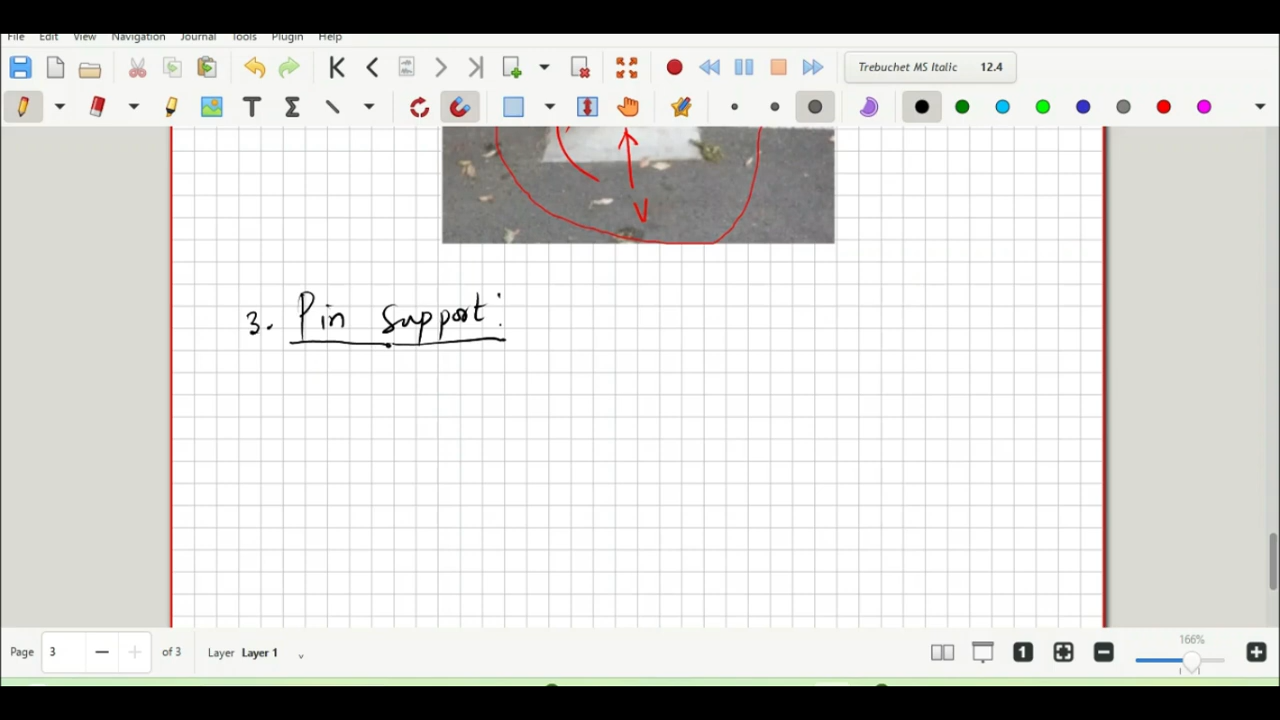 File Edit View Navigation Journal Tools Plugin Help
Trebuchet MS Italic 12.4
3. Pin support:
Page 3 of 3 Layer Layer 1 166%